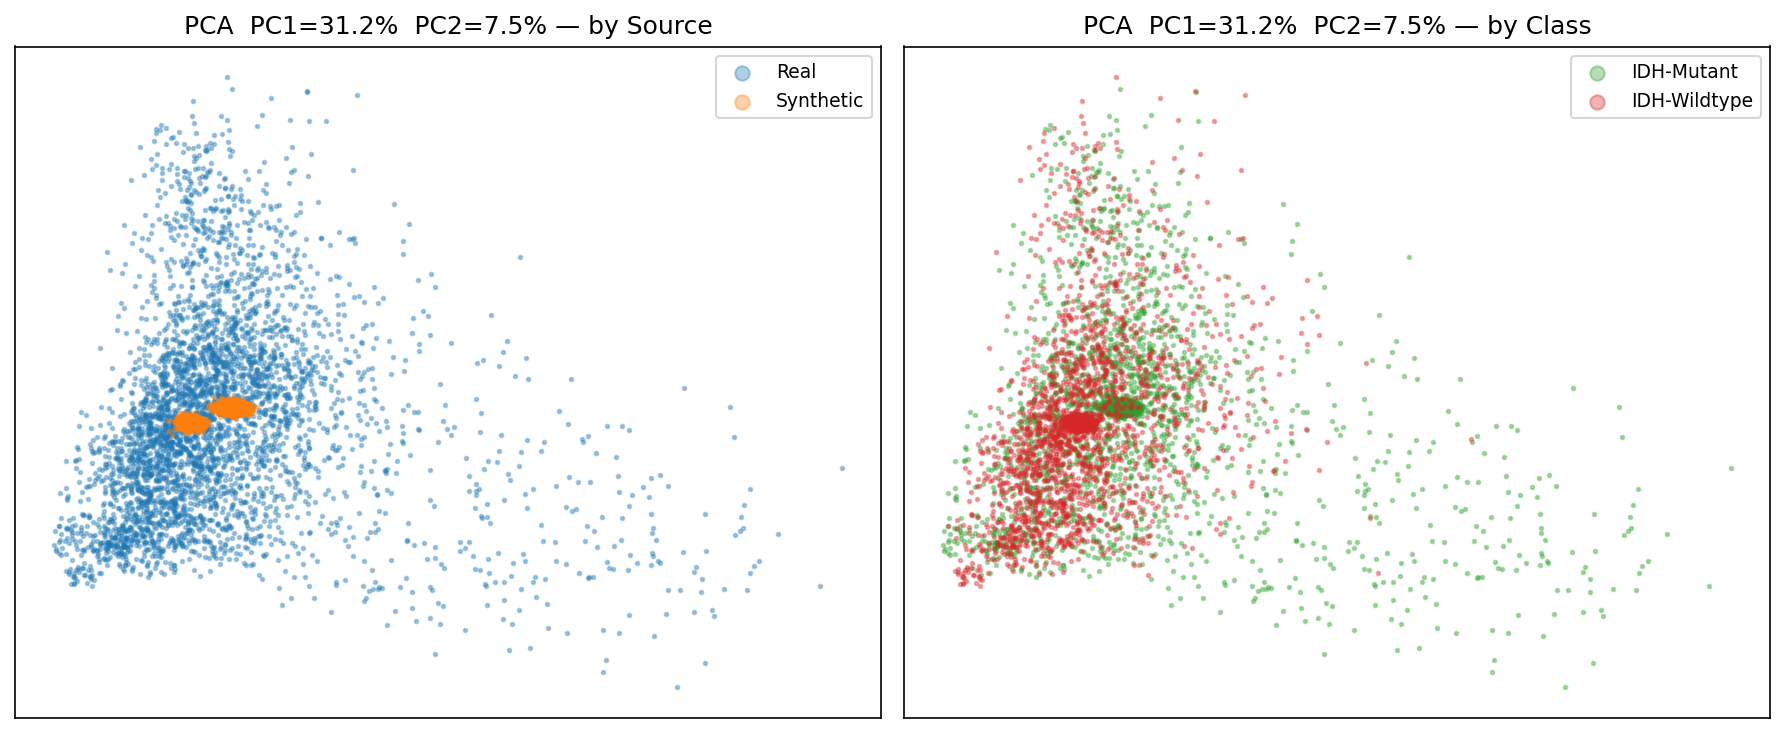 PCA  PC1=31.2%  PC2=7.5% — by Source
Real
Synthetic
PCA  PC1=31.2%  PC2=7.5% — by Class
IDH-Mutant
IDH-Wildtype